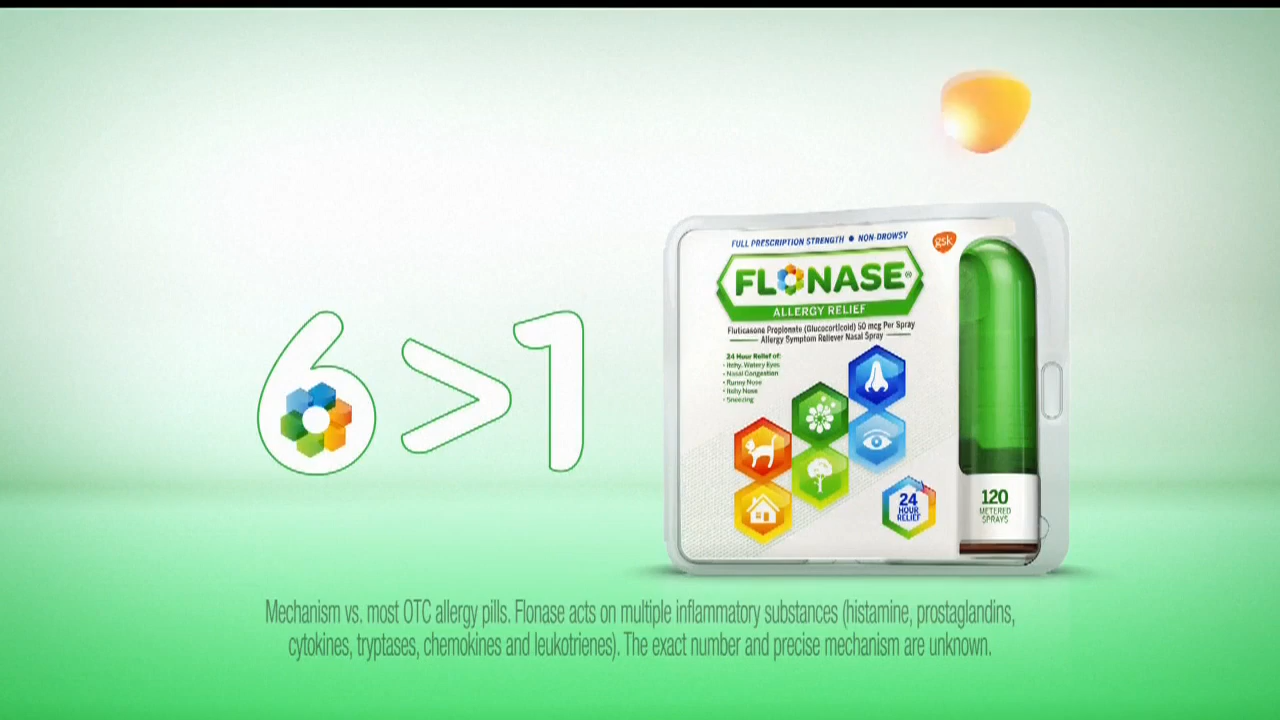 6>1
FULL PRESCRIPTION STRENGTH • NON-DROWSY
gsk
FLONASE®
ALLERGY RELIEF
Fluticasone Propionate (Glucocorticoid) 50 mcg Per Spray
Allergy Symptom Reliever Nasal Spray
24 Hour Relief of:
• Itchy, Watery Eyes
• Nasal Congestion
• Runny Nose
• Itchy Nose
• Sneezing
24
HOUR
RELIEF
120
METERED
SPRAYS
Mechanism vs. most OTC allergy pills. Flonase acts on multiple inflammatory substances (histamine, prostaglandins,
cytokines, tryptases, chemokines and leukotrienes). The exact number and precise mechanism are unknown.